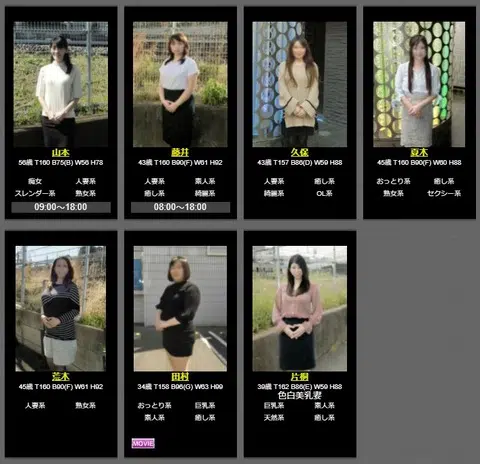 山本
56歳 T160 B75(B) W56 H78
痴女 人妻系
スレンダー系 熟女系
09:00～18:00
藤井
43歳 T160 B90(F) W61 H92
人妻系 素人系
癒し系 綺麗系
08:00～18:00
久保
43歳 T157 B86(D) W59 H88
人妻系 癒し系
綺麗系 OL系
夏木
45歳 T160 B90(F) W60 H88
おっとり系 癒し系
熟女系 セクシー系
荒木
45歳 T160 B90(F) W61 H92
人妻系 熟女系
田村
34歳 T158 B96(G) W63 H99
おっとり系 巨乳系
素人系 癒し系
MOVIE
片桐
39歳 T162 B86(E) W59 H88
色白美乳妻
巨乳系 素人系
天然系 癒し系